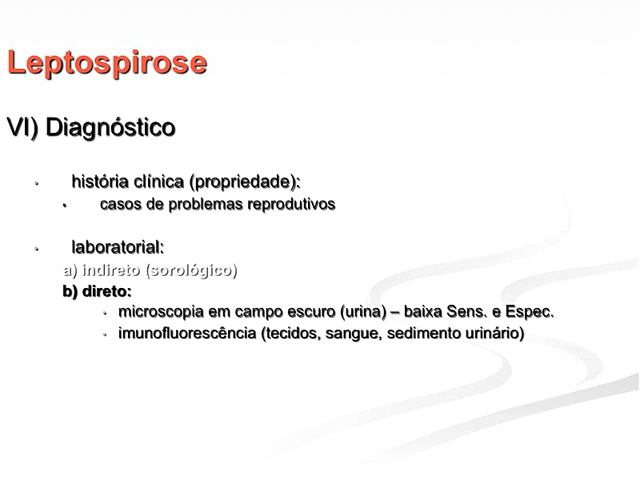 Leptospirose
VI) Diagnóstico
• história clínica (propriedade):
• casos de problemas reprodutivos
• laboratorial:
a) indireto (sorológico)
b) direto:
• microscopia em campo escuro (urina) – baixa Sens. e Espec.
• imunofluorescência (tecidos, sangue, sedimento urinário)